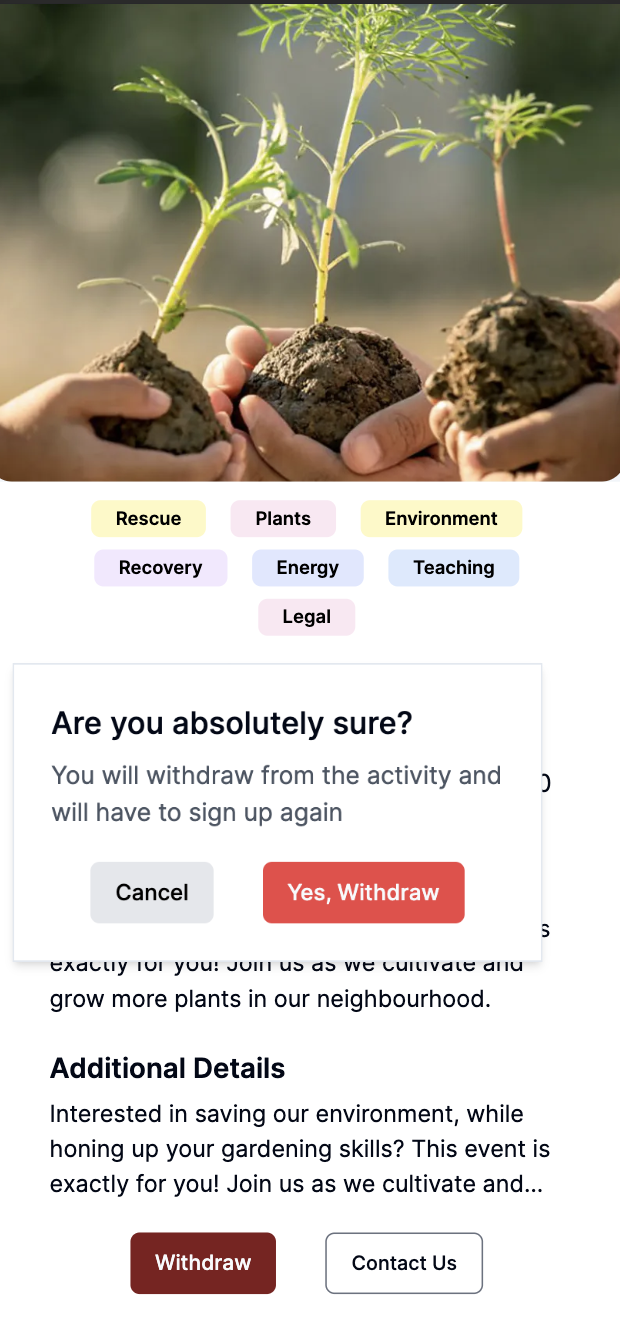 Rescue Plants Environment
Recovery Energy Teaching
Legal
Are you absolutely sure?
You will withdraw from the activity and
will have to sign up again
Cancel Yes, Withdraw
exactly for you! Join us as we cultivate and
grow more plants in our neighbourhood.
Additional Details
Interested in saving our environment, while
honing up your gardening skills? This event is
exactly for you! Join us as we cultivate and...
Withdraw Contact Us